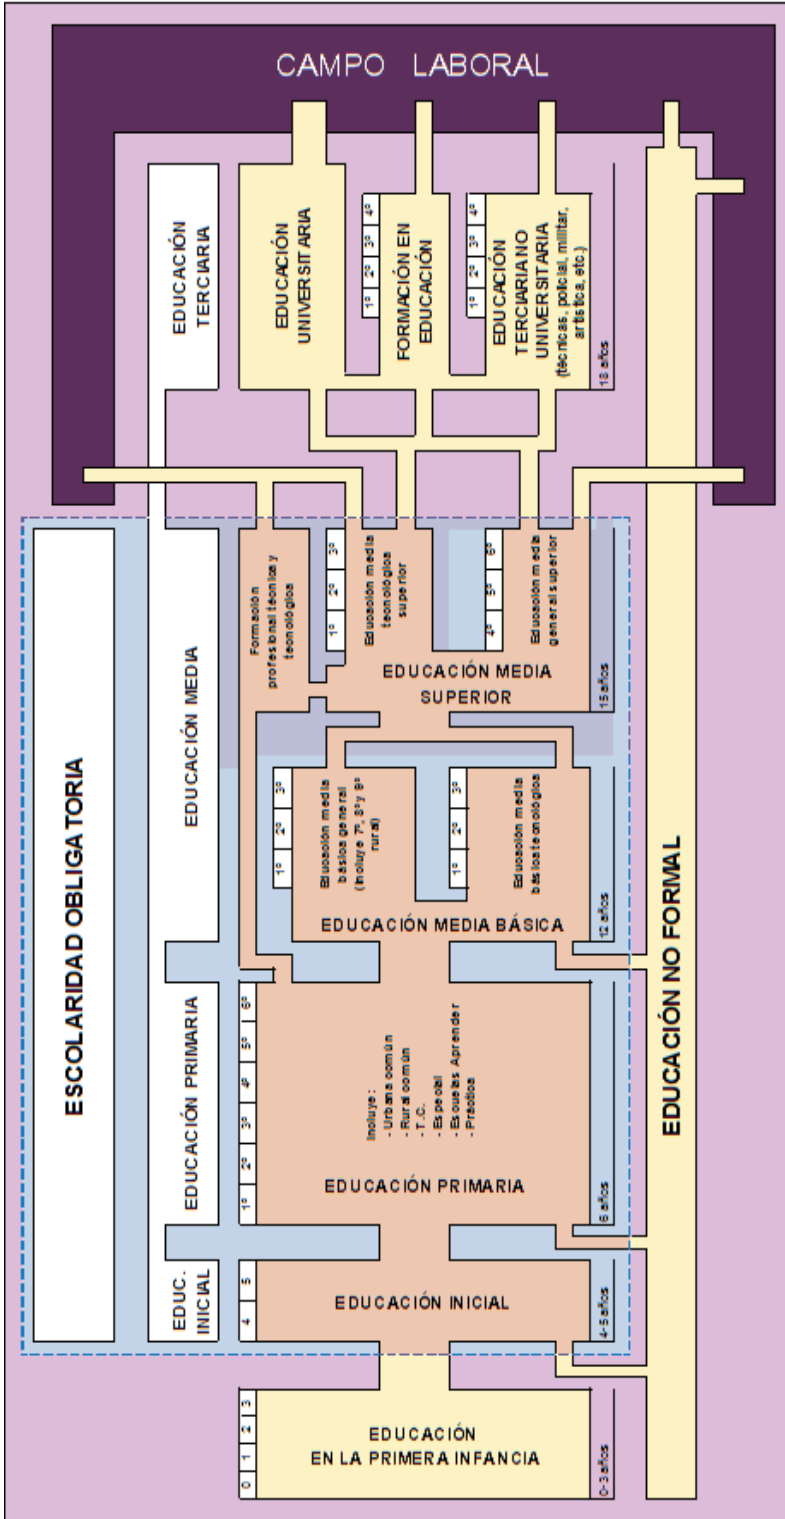 CAMPO LABORAL
ESCOLARIDAD OBLIGATORIA
EDUC.
INICIAL
EDUCACIÓN PRIMARIA
EDUCACIÓN MEDIA
EDUCACIÓN
TERCIARIA
0 1 2 3
EDUCACIÓN
EN LA PRIMERA INFANCIA
0-3 años
4 5
EDUCACIÓN INICIAL
4-5 años
1º 2º 3º 4º 5º 6º
EDUCACIÓN PRIMARIA
Incluye:
- Urbana común
- Rural común
- T.C.
- Especial
- Escuelas Aprender
- Práctica
6 años
EDUCACIÓN MEDIA BÁSICA
1º 2º 3º
Educación media
básica general
(Incluye 7º, 8º y 9º
rural)
1º 2º 3º
Educación media
básica tecnológica
12 años
Formación
profesional técnica y
tecnológica
EDUCACIÓN MEDIA
SUPERIOR
1º 2º 3º
Educación media
tecnológica
superior
4º 5º 6º
Educación media
general superior
15 años
EDUCACIÓN
UNIVERSITARIA
1º 2º 3º 4º
FORMACIÓN EN
EDUCACIÓN
1º 2º 3º 4º
EDUCACIÓN
TERCIARIA NO
UNIVERSITARIA
(técnicas, policial, militar,
artística, etc.)
18 años
EDUCACIÓN NO FORMAL